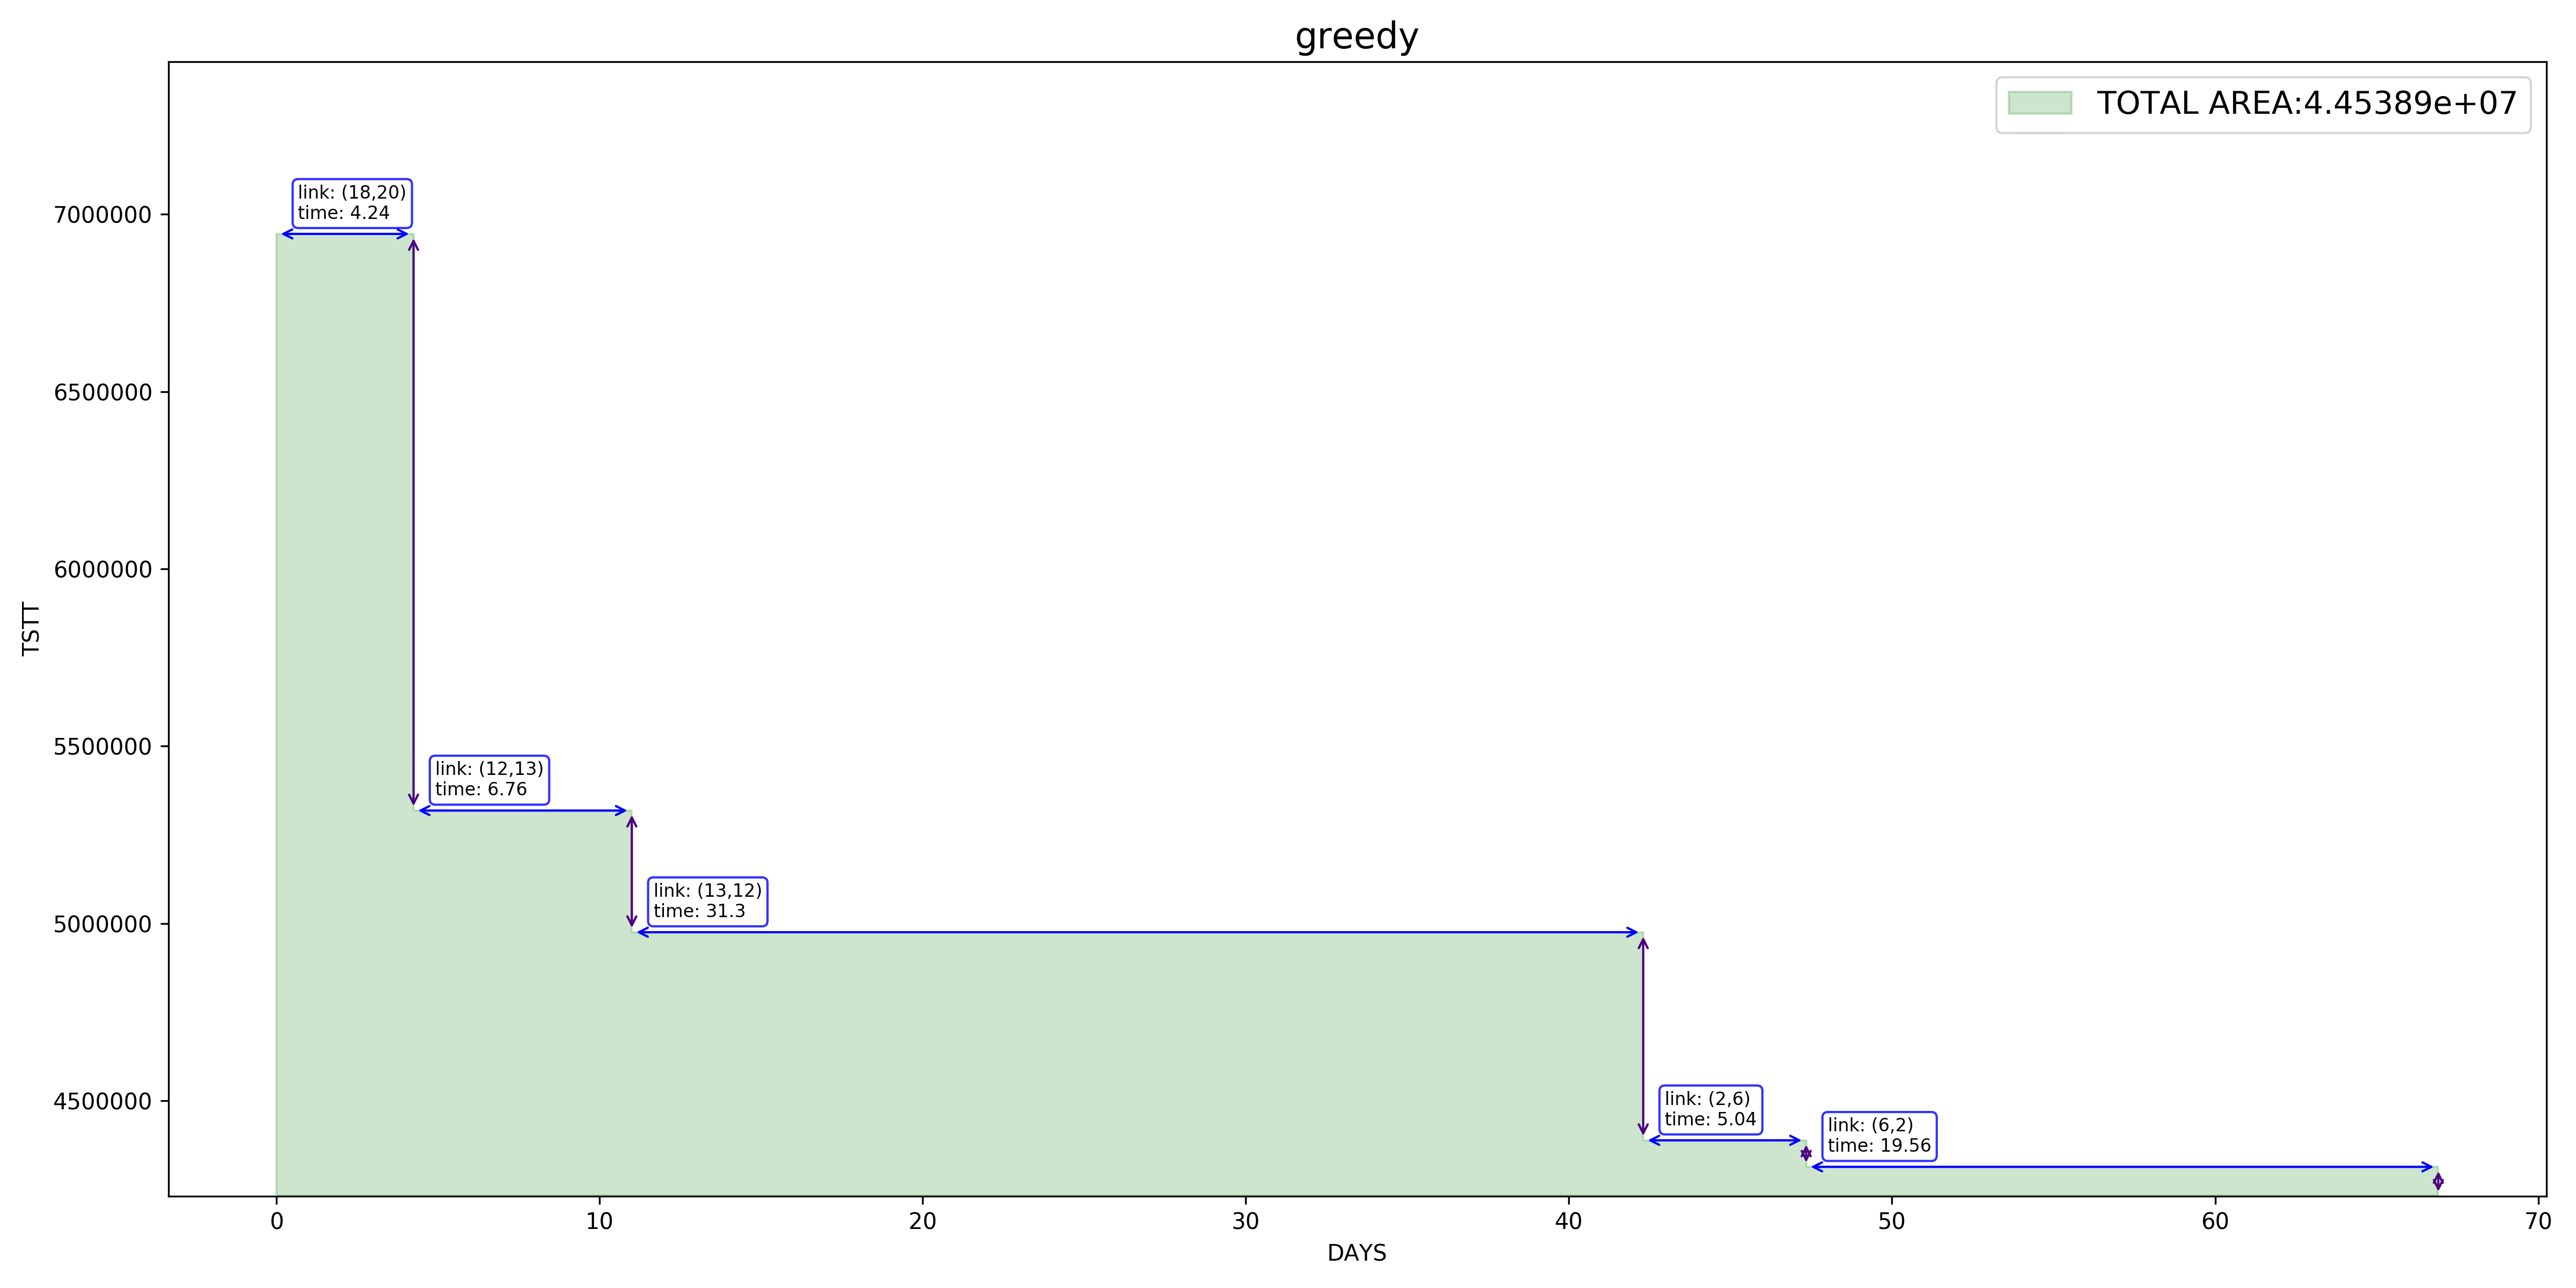 greedy
TOTAL AREA:4.45389e+07
link: (18,20)
time: 4.24
7000000
6500000
6000000
TSTT
5500000
link: (12,13)
time: 6.76
5000000
link: (13,12)
time: 31.3
4500000
link: (2,6)
time: 5.04
link: (6,2)
time: 19.56
0 10 20 30 40 50 60 70
DAYS